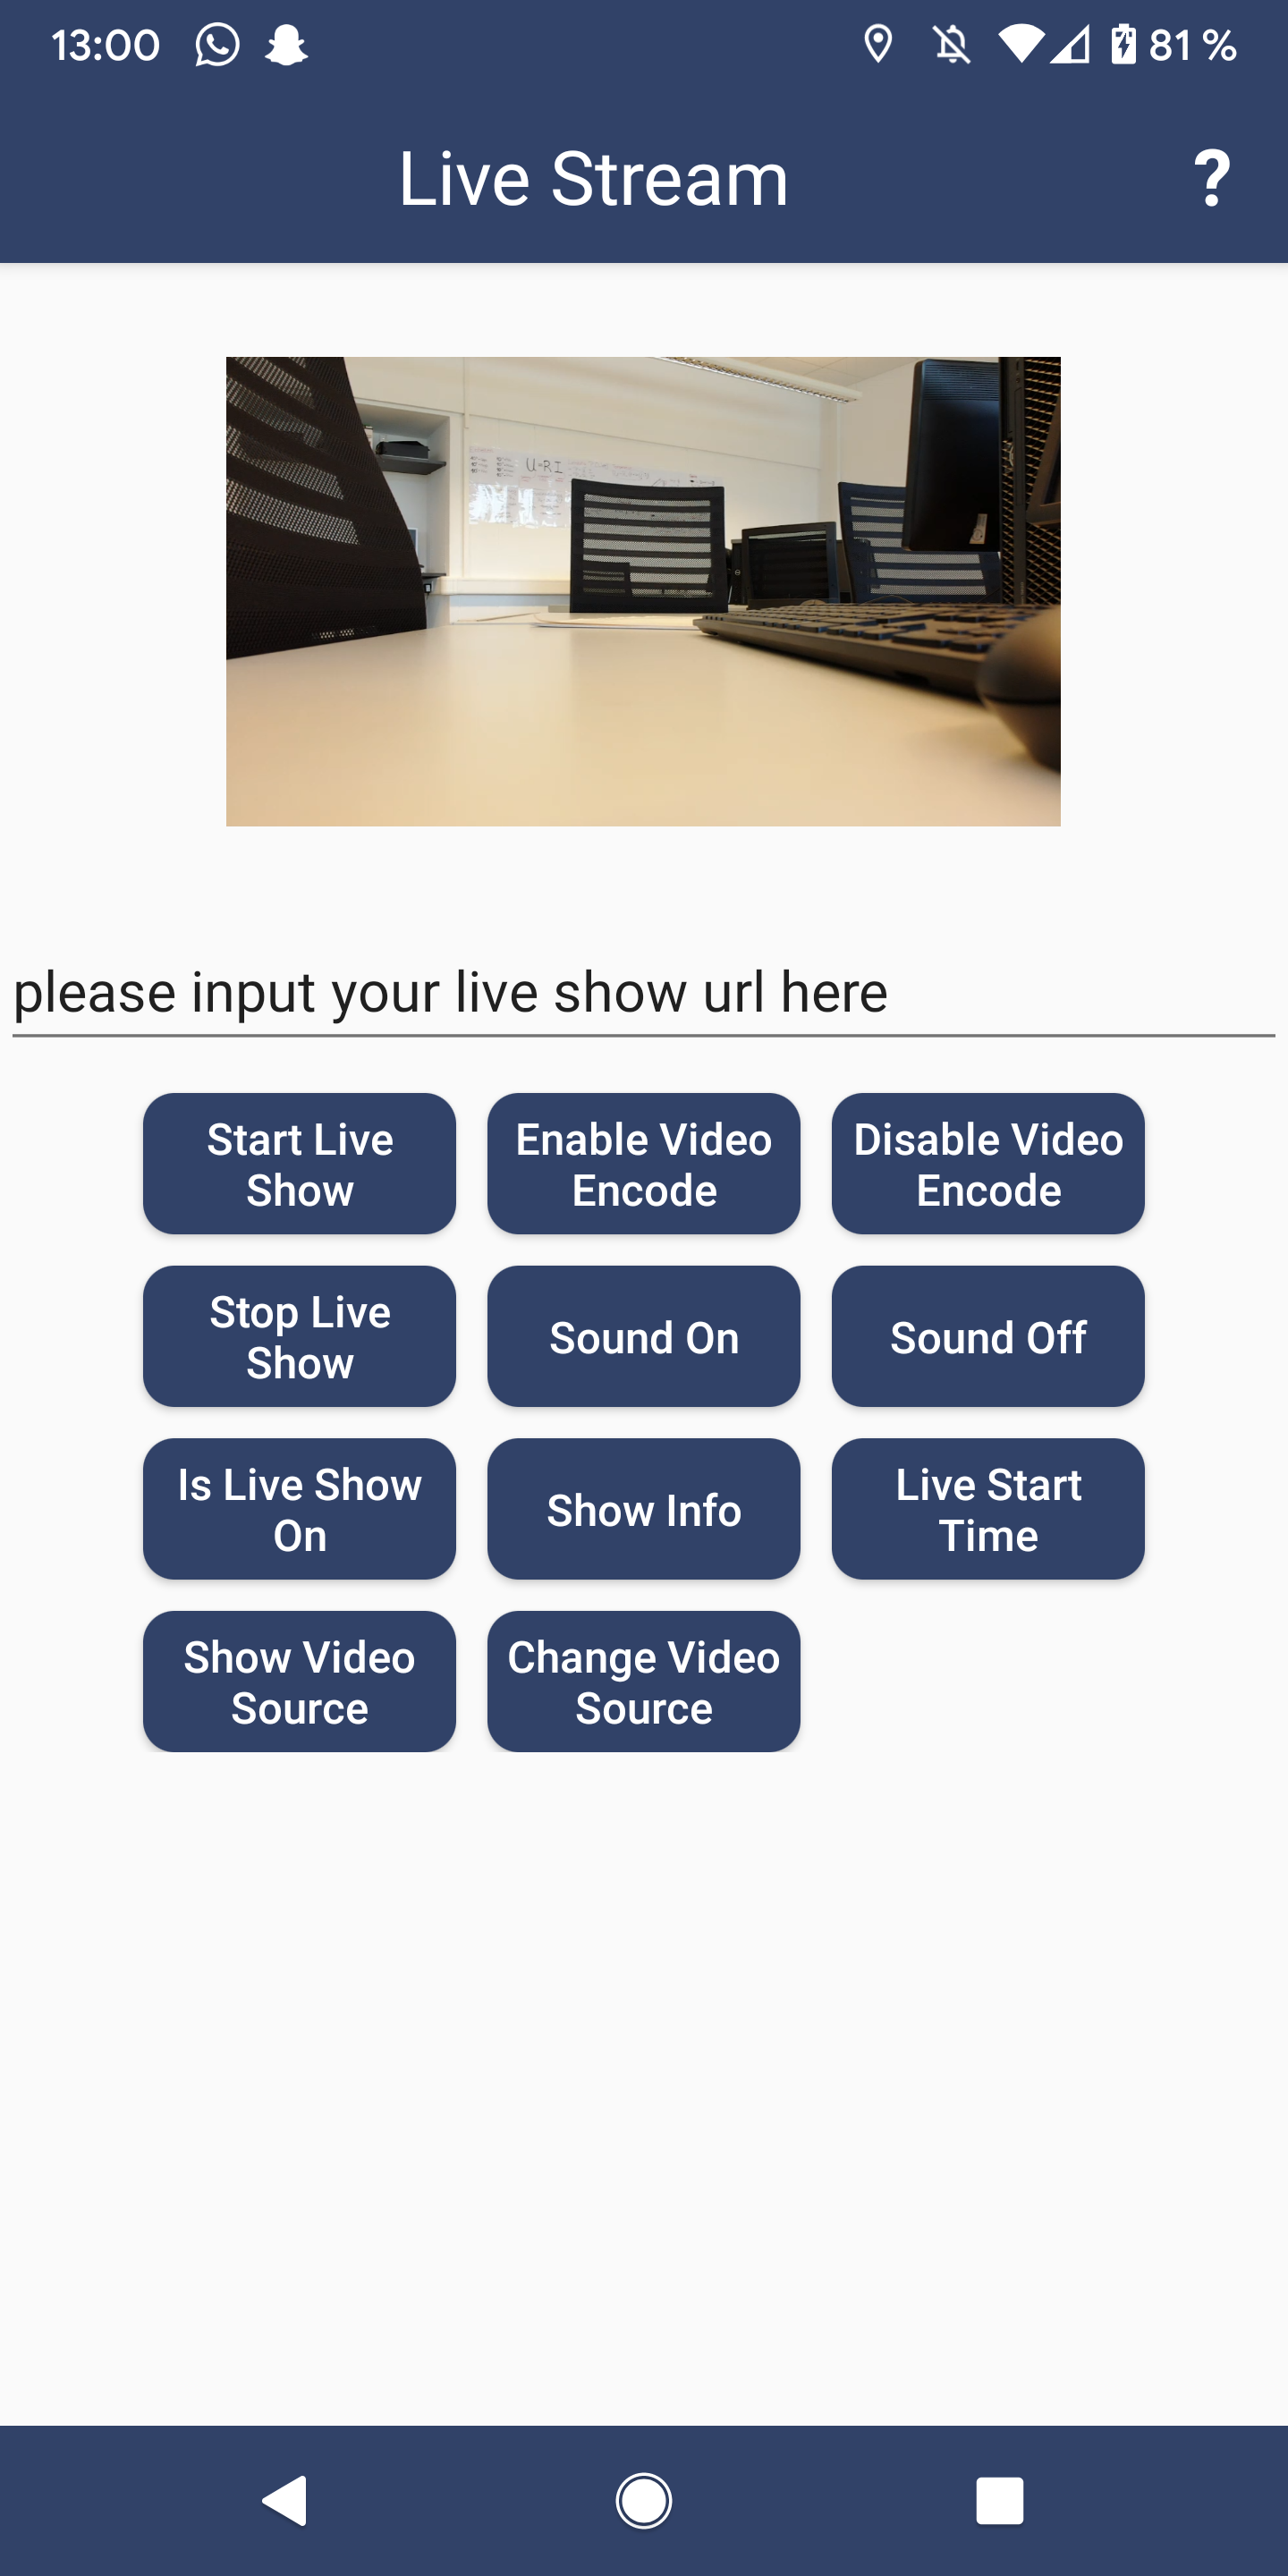 13:00
81 %
Live Stream
?
U-RI
please input your live show url here
Start Live
Show
Enable Video
Encode
Disable Video
Encode
Stop Live
Show
Sound On
Sound Off
Is Live Show
On
Show Info
Live Start
Time
Show Video
Source
Change Video
Source